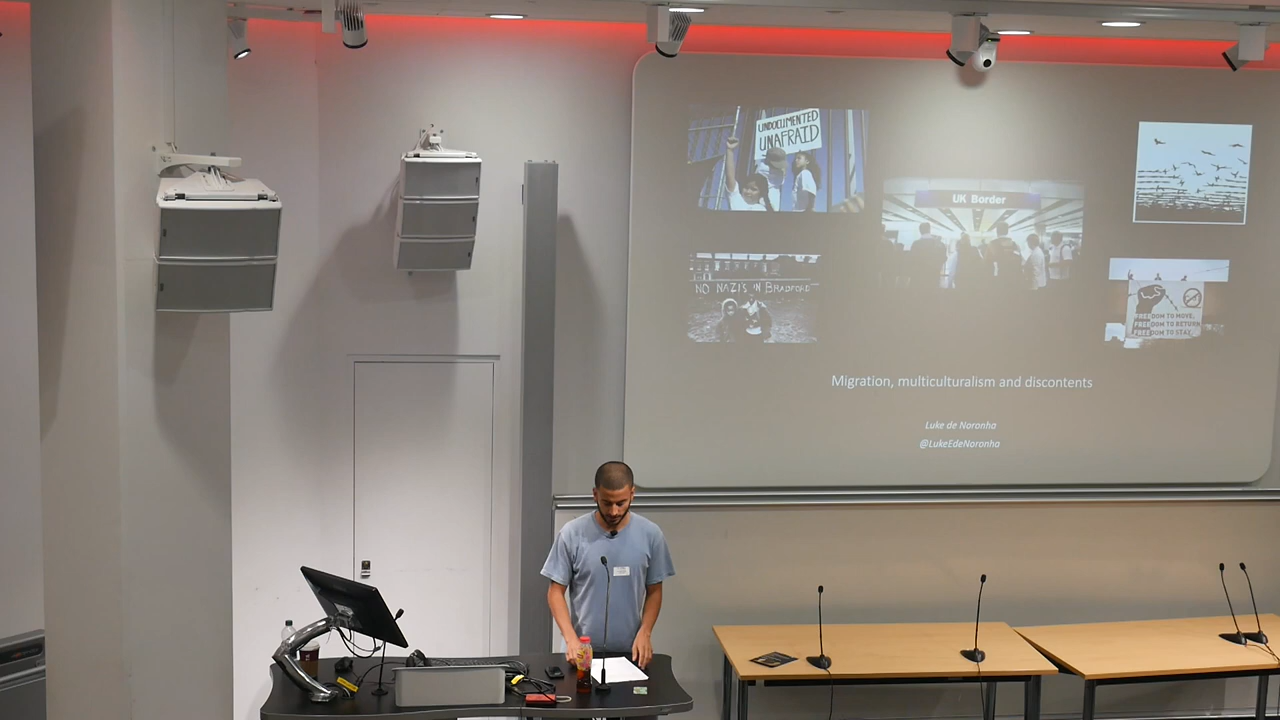 UNDOCUMENTED
UNAFRAID
UK Border
NO NAZIS IN BRADFORD
FREEDOM TO MOVE,
FREEDOM TO RETURN
FREEDOM TO STAY.
Migration, multiculturalism and discontents
Luke de Noronha
@LukeEdeNoronha